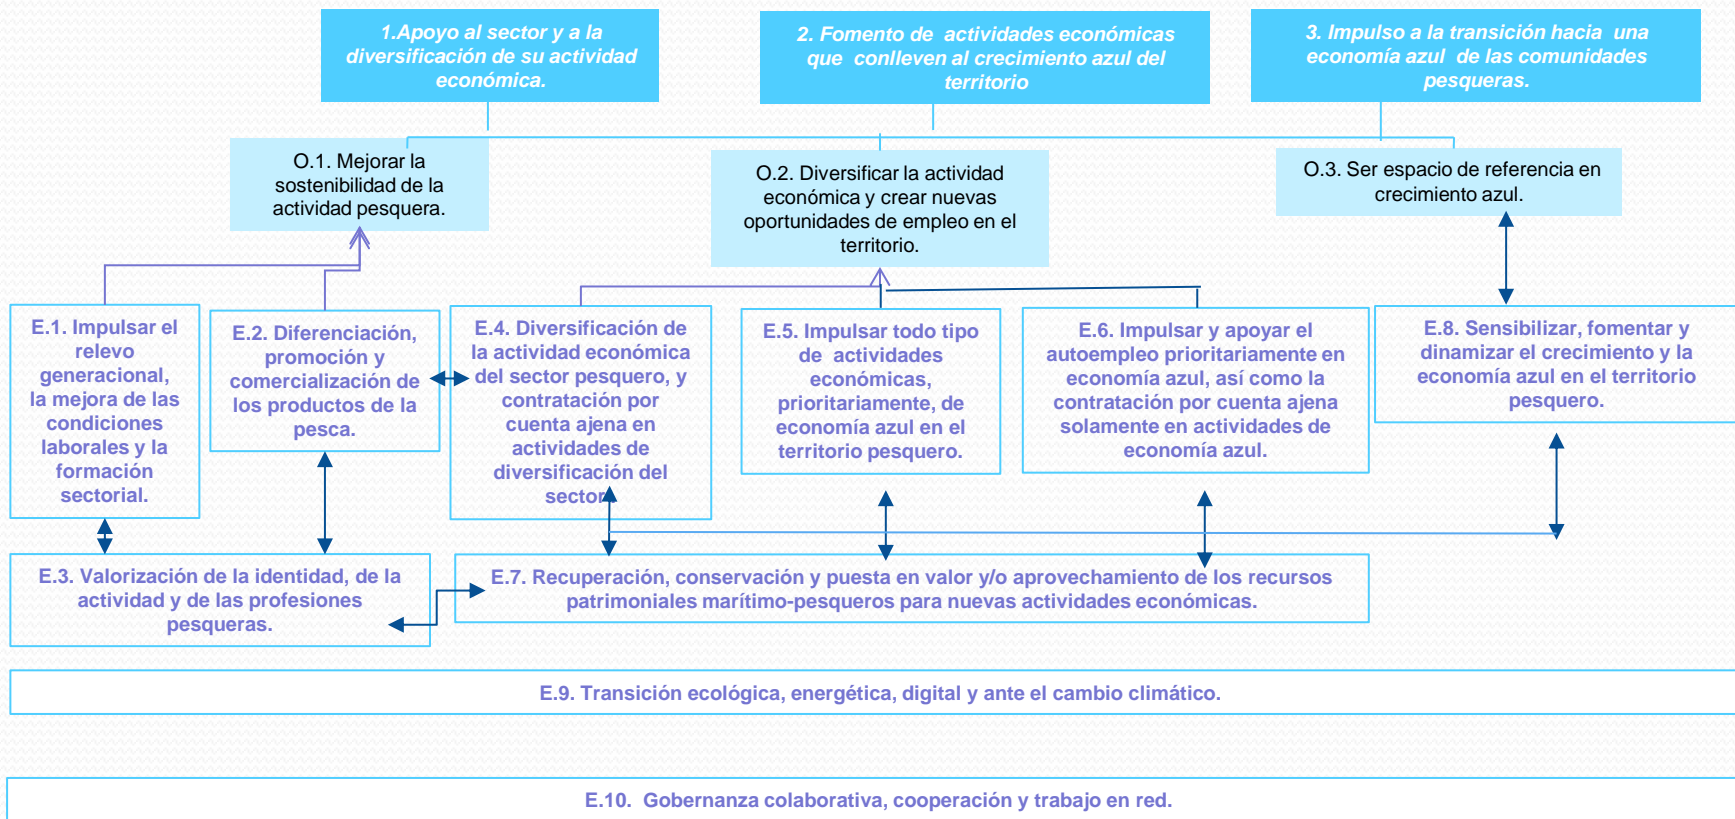 1.Apoyo al sector y a la
diversificación de su actividad
económica.
2. Fomento de actividades económicas
que conlleven al crecimiento azul del
territorio
3. Impulso a la transición hacia una
economía azul de las comunidades
pesqueras.
O.1. Mejorar la
sostenibilidad de la
actividad pesquera.
O.2. Diversificar la actividad
económica y crear nuevas
oportunidades de empleo en el
territorio.
O.3. Ser espacio de referencia en
crecimiento azul.
E.1. Impulsar el
relevo
generacional,
la mejora de las
condiciones
laborales y la
formación
sectorial.
E.2. Diferenciación,
promoción y
comercialización de
los productos de la
pesca.
E.4. Diversificación de
la actividad económica
del sector pesquero, y
contratación por
cuenta ajena en
actividades de
diversificación del
sector
E.5. Impulsar todo tipo
de actividades
económicas,
prioritariamente, de
economía azul en el
territorio pesquero.
E.6. Impulsar y apoyar el
autoempleo prioritariamente en
economía azul, así como la
contratación por cuenta ajena
solamente en actividades de
economía azul.
E.8. Sensibilizar, fomentar y
dinamizar el crecimiento y la
economía azul en el territorio
pesquero.
E.3. Valorización de la identidad, de la
actividad y de las profesiones
pesqueras.
E.7. Recuperación, conservación y puesta en valor y/o aprovechamiento de los recursos
patrimoniales marítimo-pesqueros para nuevas actividades económicas.
E.9. Transición ecológica, energética, digital y ante el cambio climático.
E.10. Gobernanza colaborativa, cooperación y trabajo en red.